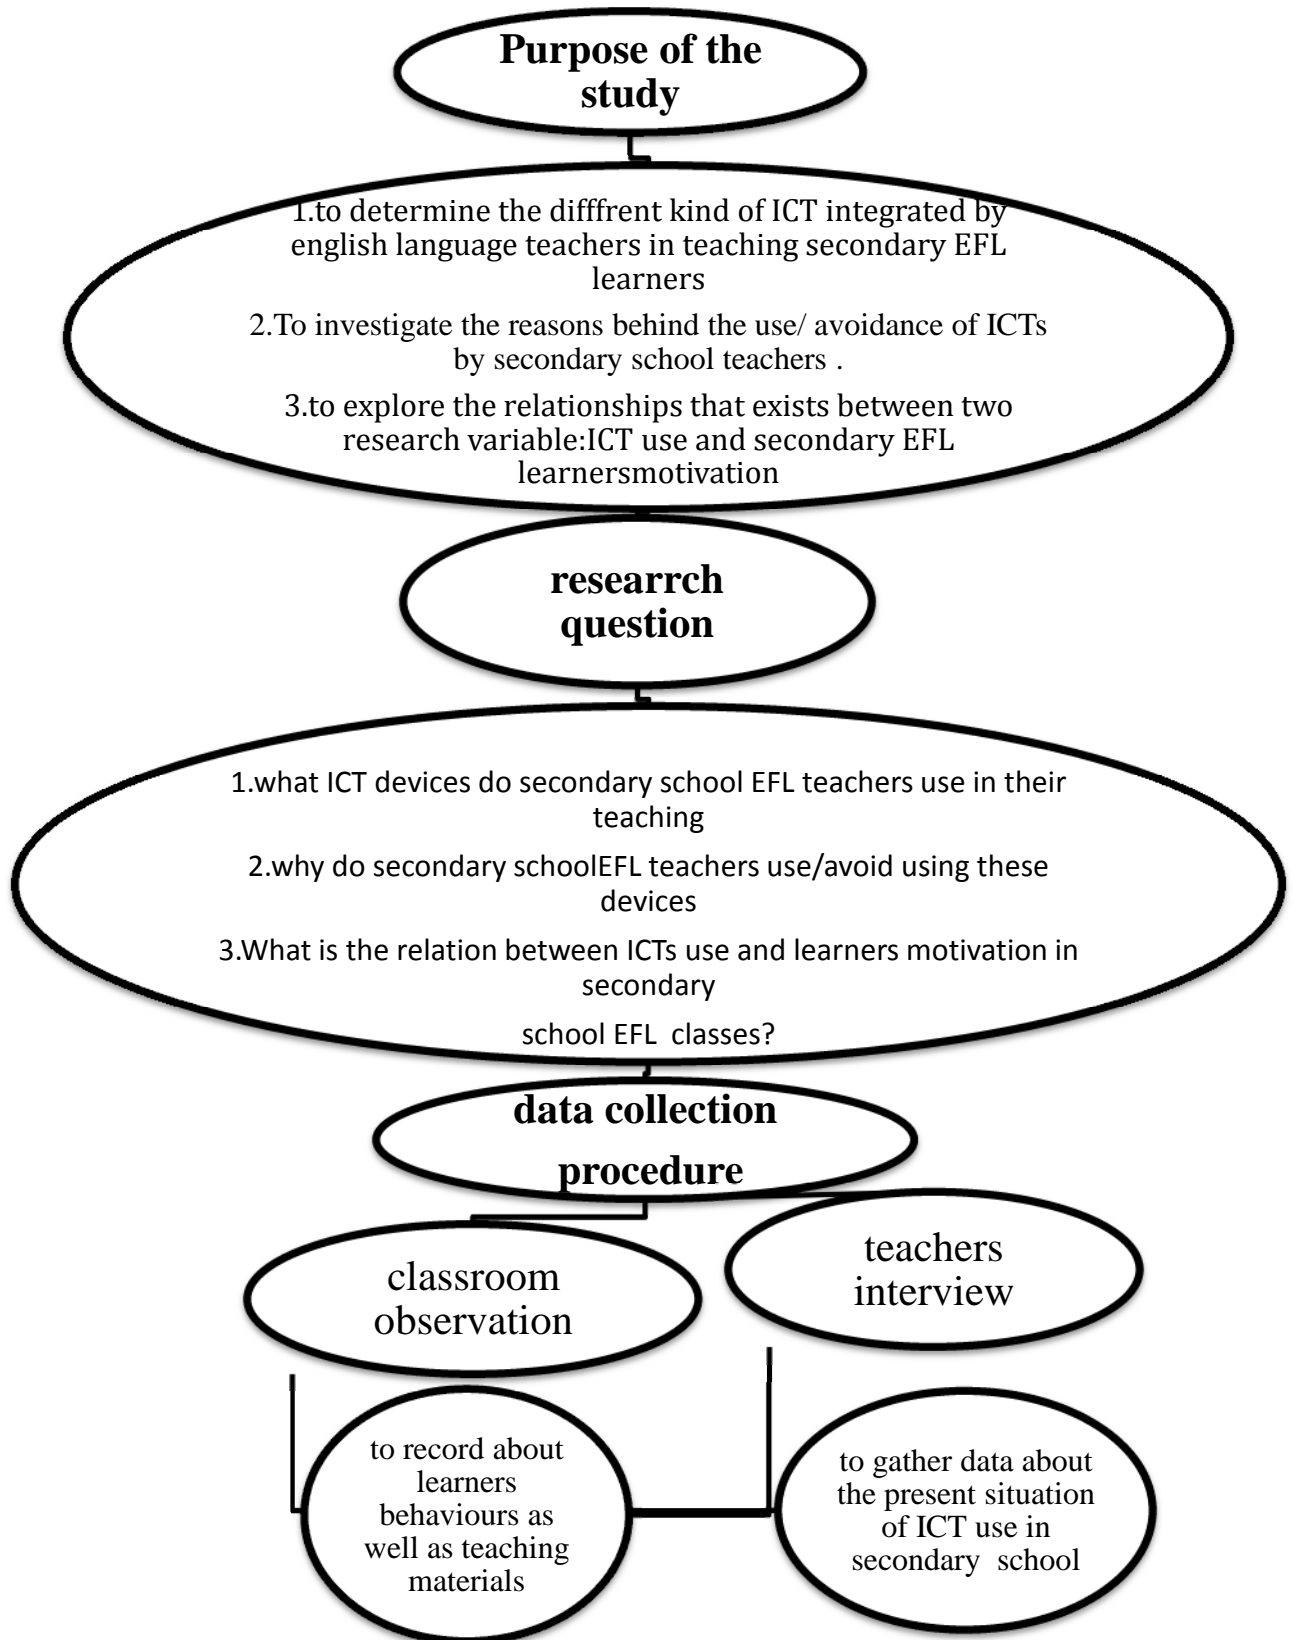 Purpose of the
study
1.to determine the difffrent kind of ICT integrated by
english language teachers in teaching secondary EFL
learners
2.To investigate the reasons behind the use/ avoidance of ICTs
by secondary school teachers .
3.to explore the relationships that exists between two
research variable:ICT use and secondary EFL
learnersmotivation
researrch
question
1.what ICT devices do secondary school EFL teachers use in their
teaching
2.why do secondary schoolEFL teachers use/avoid using these
devices
3.What is the relation between ICTs use and learners motivation in
secondary
school EFL  classes?
data collection
procedure
classroom
observation
teachers
interview
to record about
learners
behaviours as
well as teaching
materials
to gather data about
the present situation
of ICT use in
secondary  school